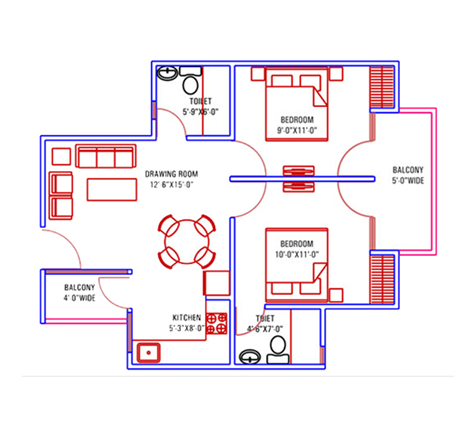 TOILET
5'-9"X6'-0"
BEDROOM
9'-0"X11'-0"
DRAWING ROOM
12' 6"X15'0"
BALCONY
5'-0"WIDE
BEDROOM
10'-0"X11'-0"
BALCONY
4' 0"WIDE
KITCHEN
5'-3"X8'-0"
TOILET
4'-6"X7'-0"